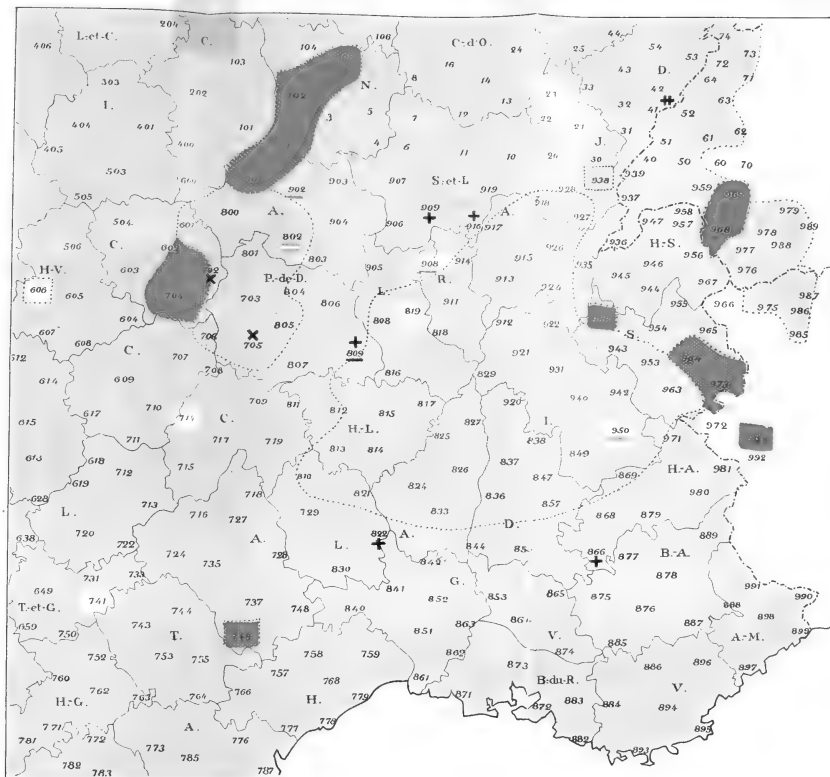 406 L.-et-C. 204 C. 104 106 C.-d'O. 24 25 44 54 74
103 16 43 D. 53 72 73
303 8 14 33 64 71
I. 202 102 N. 13 23 32 42 63
404 401 101 3 5 7 19 22 41 52
405 400 4 6 21 31 51 61 62
503 1 11 10 20 J. 30 40 50 60 70
505 902 903 907 S.-et-L. 919 928 938 939 959
504 601 800 A. 904 906 909 916 917 A. 918 927 937 947 958 969 979
506 C. 602 802 801 803 914 926 936 H.-S. 956 968 978 989
603 702 P.-de-D. 905 908 913 935 945 946 977 988
H.-V. 606 605 704 703 804 806 L. R. 915 924 944 967 976
604 805 808 819 911 955 966 975 987
607 608 706 705 809 818 912 922 S. 954 965 986
612 C. 707 708 807 816 921 943 953 964 985
614 609 829 931 942 963 973
617 710 714 709 811 812 815 817 920 I. 940 972
615 711 C. 717 719 H.-L. 827 838 950 971 992
613 618 712 715 813 814 825 837 849 H.-A. 981
619 810 826 847 869 980
628 713 718 821 824 836 857
L. 716 727 729 833 D. 868 879
638 720 722 724 A. 728 L. 822 A. 844 866 877 B.-A. 889
735 830 842 878
649 731 741 744 737 748 840 841 G. 852 853 865 875 876 888 991 990
T.-et-G. 659 750 743 T. 746 851 863 V. 885 887 898 A.-M. 899
752 753 755 758 759 862 874 886 896 897
760 762 763 764 766 757 768 861 873 B.-du-R. V.
H.-G. H. 779 871 872 883 884 894 895
771 772 A. 776 777 778 882 893
781 773 785 787
782 783